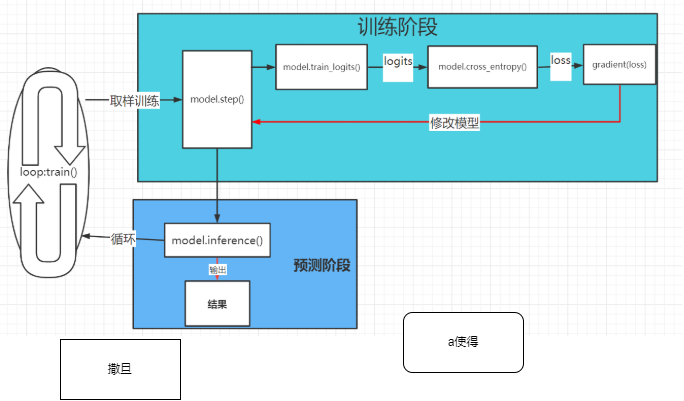 训练阶段
model.train_logits()
logits
model.cross_entropy()
loss
gradient(loss)
取样训练
model.step()
修改模型
loop:train()
循环
model.inference()
预测阶段
输出
结果
a使得
撒旦